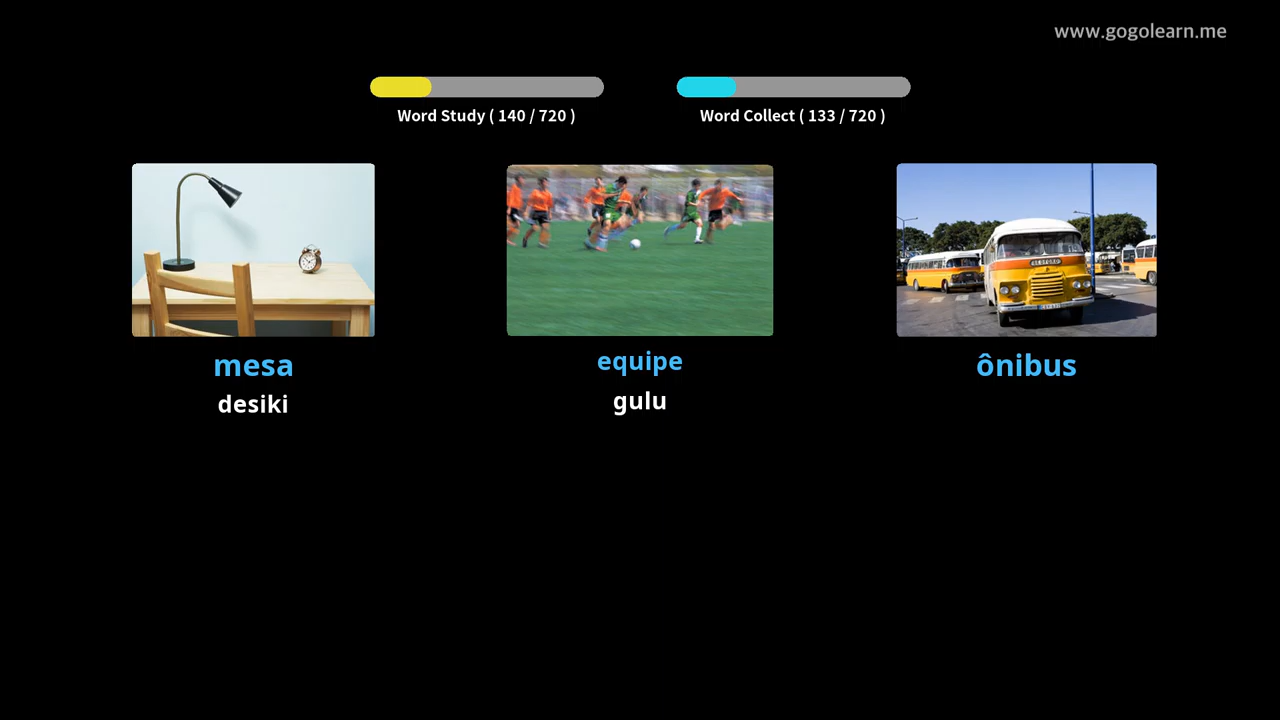 www.gogolearn.me
Word Study ( 140 / 720 )
Word Collect ( 133 / 720 )
mesa
desiki
equipe
gulu
ônibus